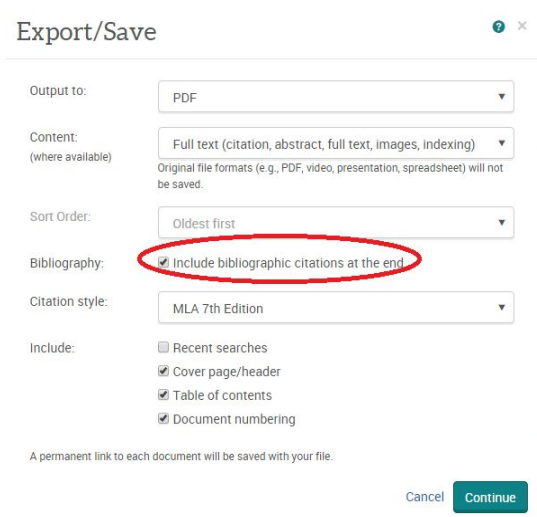 Export/Save
? ×
Output to:
PDF
Content:
(where available)
Full text (citation, abstract, full text, images, indexing)
Original file formats (e.g., PDF, video, presentation, spreadsheet) will not
be saved.
Sort Order:
Oldest first
Bibliography:
Include bibliographic citations at the end
Citation style:
MLA 7th Edition
Include:
Recent searches
Cover page/header
Table of contents
Document numbering
A permanent link to each document will be saved with your file.
Cancel Continue